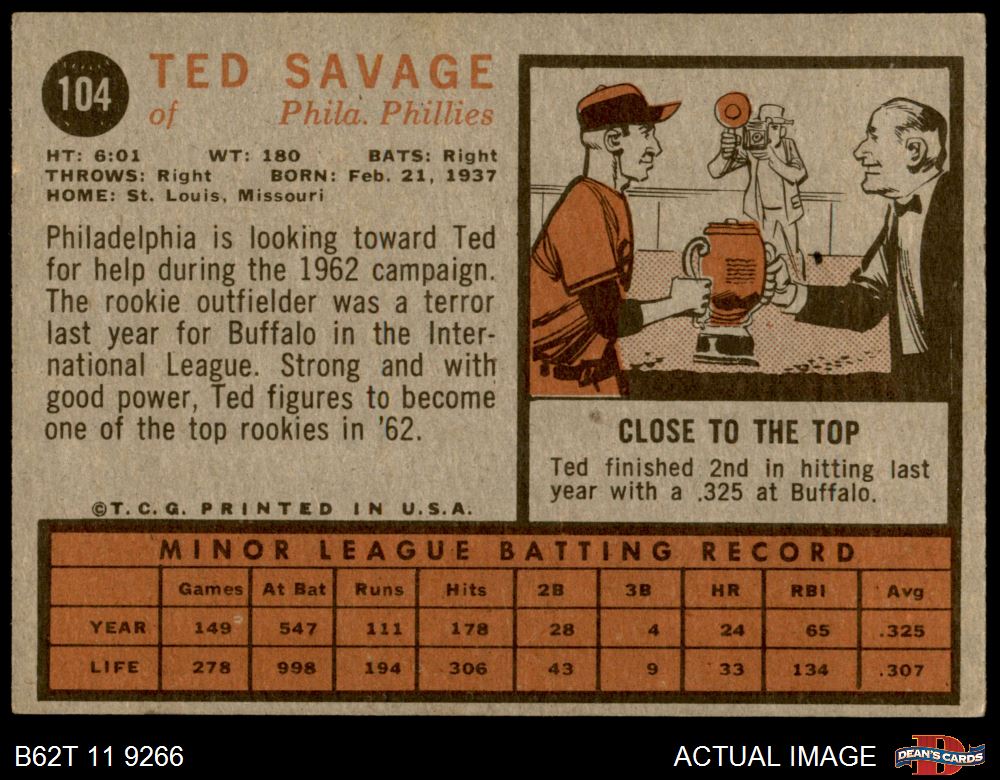 104
TED SAVAGE
of Phila. Phillies
HT: 6:01 WT: 180 BATS: Right
THROWS: Right BORN: Feb. 21, 1937
HOME: St. Louis, Missouri
Philadelphia is looking toward Ted
for help during the 1962 campaign.
The rookie outfielder was a terror
last year for Buffalo in the Inter-
national League. Strong and with
good power, Ted figures to become
one of the top rookies in '62.
©T. C. G. PRINTED IN U.S.A.
CLOSE TO THE TOP
Ted finished 2nd in hitting last
year with a .325 at Buffalo.
MINOR LEAGUE BATTING RECORD
Games At Bat Runs Hits 2B 3B HR RBI Avg
YEAR 149 547 111 178 28 4 24 65 .325
LIFE 278 998 194 306 43 9 33 134 .307
B62T 11 9266
ACTUAL IMAGE
D
DEAN'S CARDS